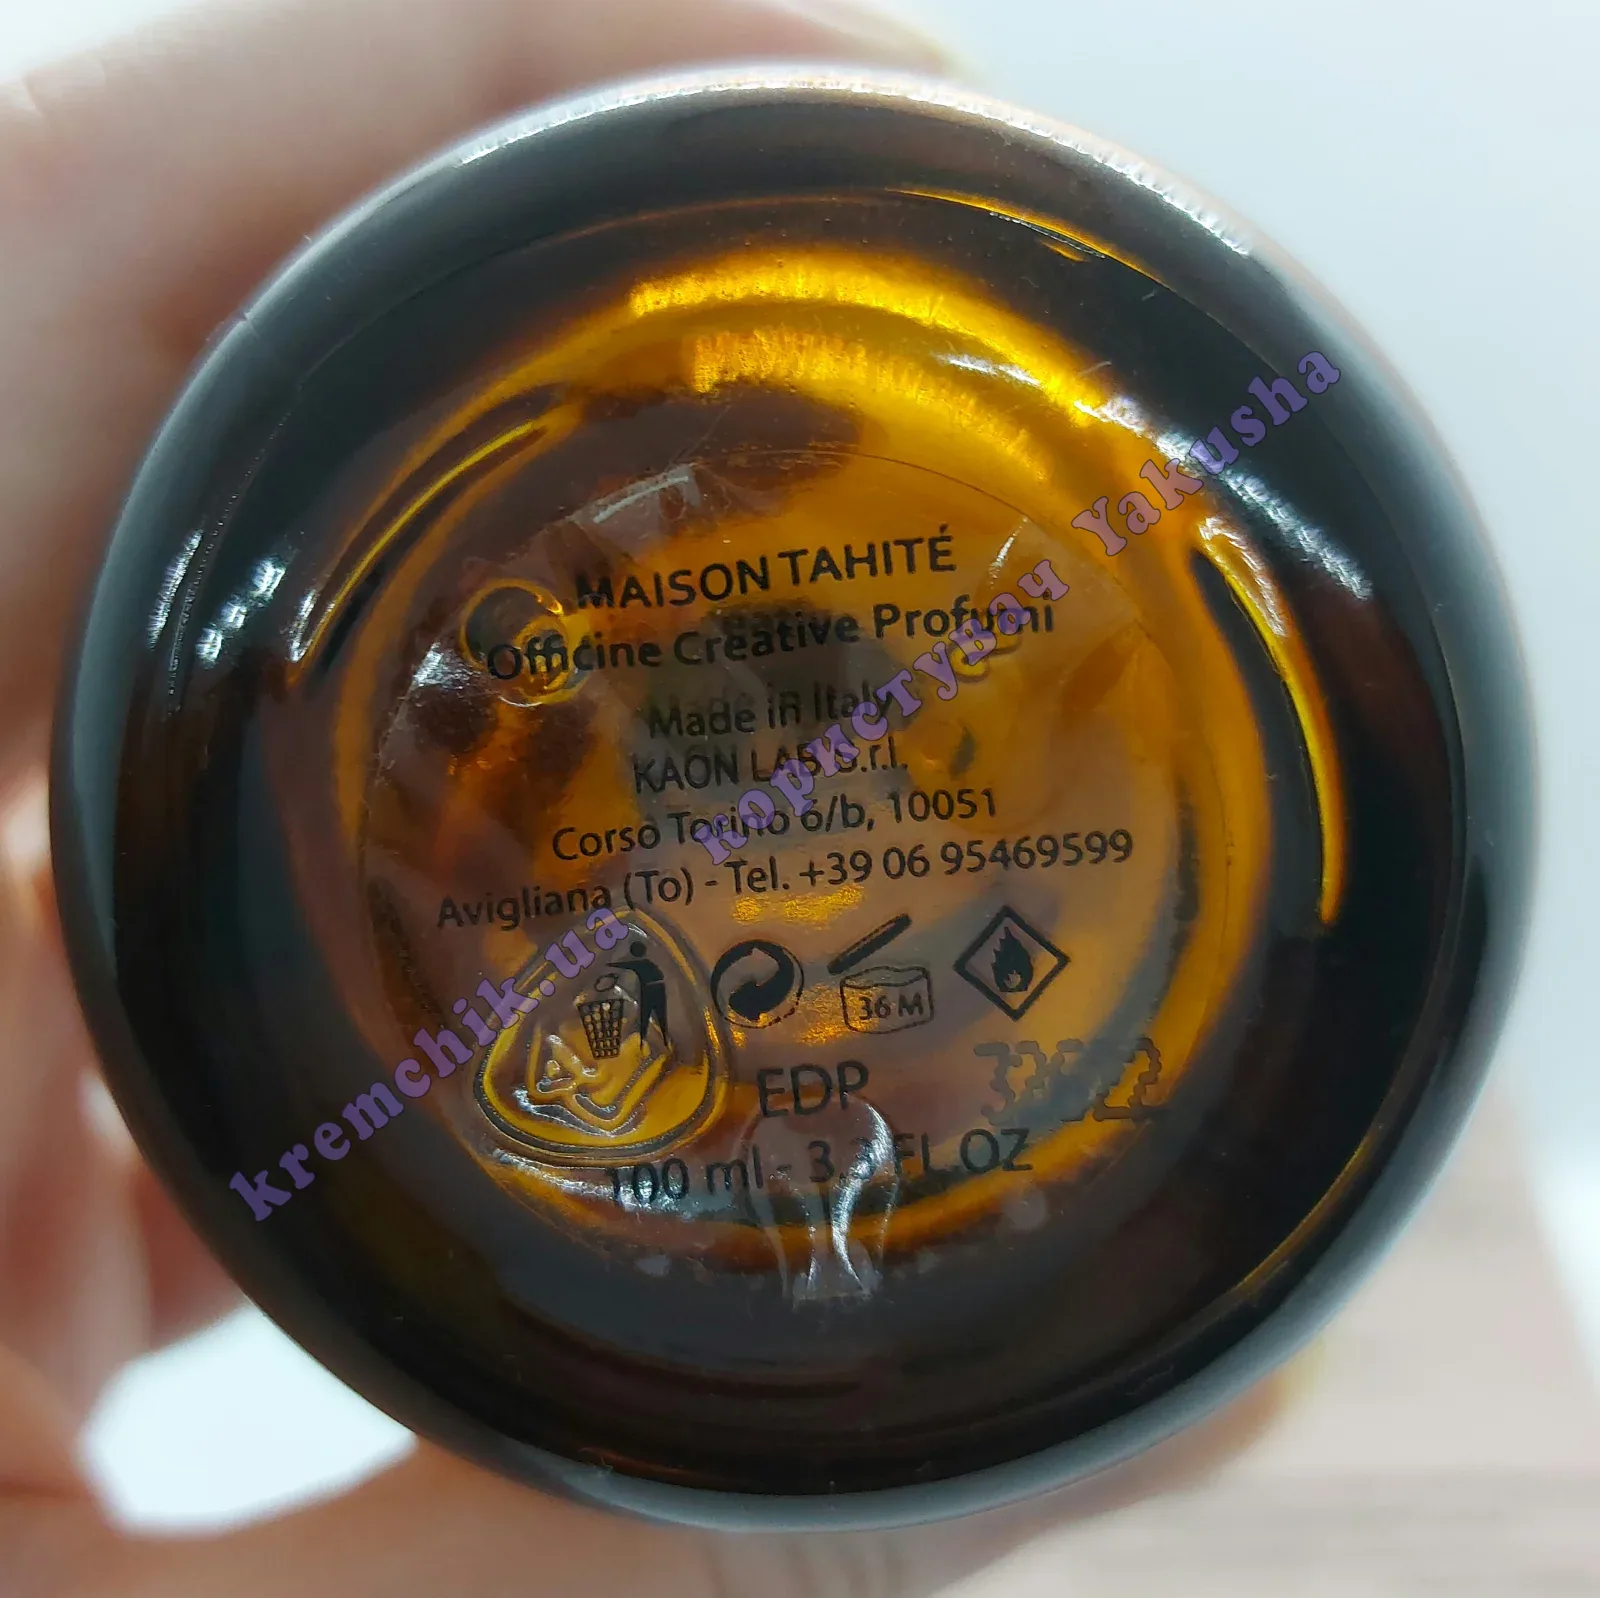 MAISON TAHITÉ
Officine Creative Profumi
Made in Italy
KAON LAB S.r.l.
Corso Torino 6/b, 10051
Avigliana (To) - Tel. +39 06 95469599
36 M
EDP
100 ml - 3.3 FL.OZ
kremchik.ua користувач Yakusha